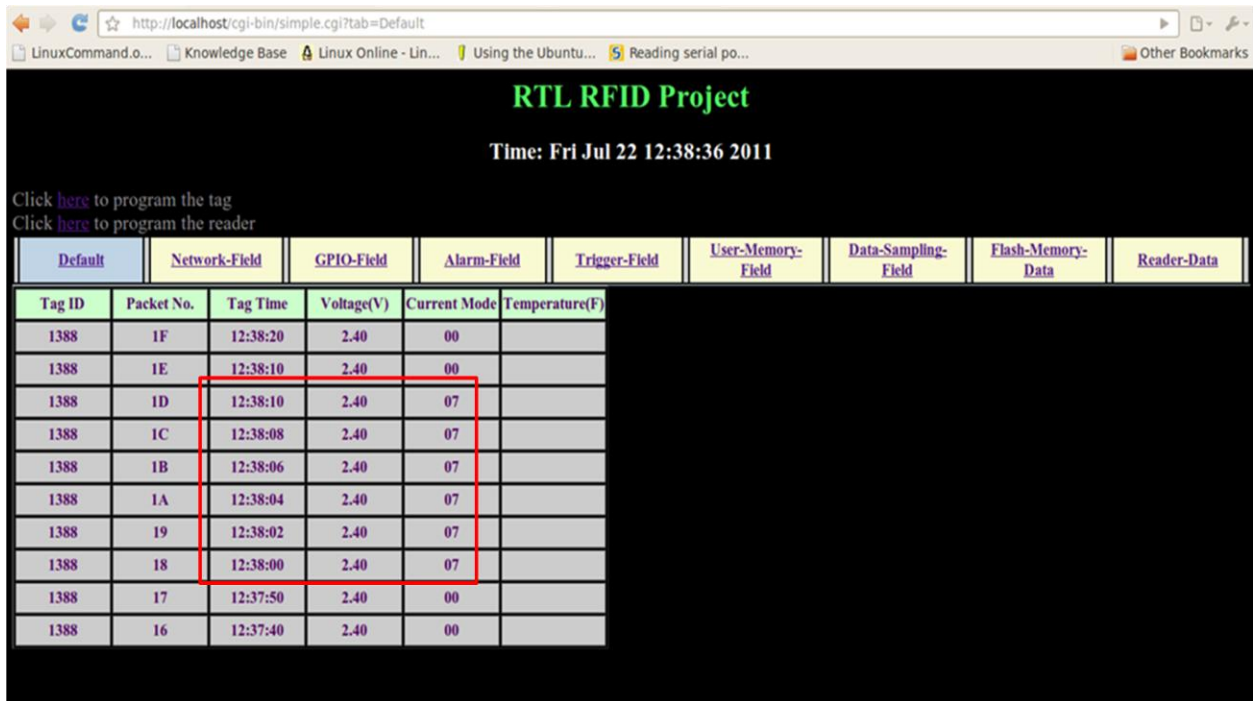 http://localhost/cgi-bin/simple.cgi?tab=Default
LinuxCommand.o... Knowledge Base Linux Online - Lin... Using the Ubuntu... Reading serial po... Other Bookmarks
RTL RFID Project
Time: Fri Jul 22 12:38:36 2011
Click here to program the tag
Click here to program the reader
Default Network-Field GPIO-Field Alarm-Field Trigger-Field User-Memory-Field Data-Sampling-Field Flash-Memory-Data Reader-Data
Tag ID Packet No. Tag Time Voltage(V) Current Mode Temperature(F)
1388 1F 12:38:20 2.40 00
1388 1E 12:38:10 2.40 00
1388 1D 12:38:10 2.40 07
1388 1C 12:38:08 2.40 07
1388 1B 12:38:06 2.40 07
1388 1A 12:38:04 2.40 07
1388 19 12:38:02 2.40 07
1388 18 12:38:00 2.40 07
1388 17 12:37:50 2.40 00
1388 16 12:37:40 2.40 00